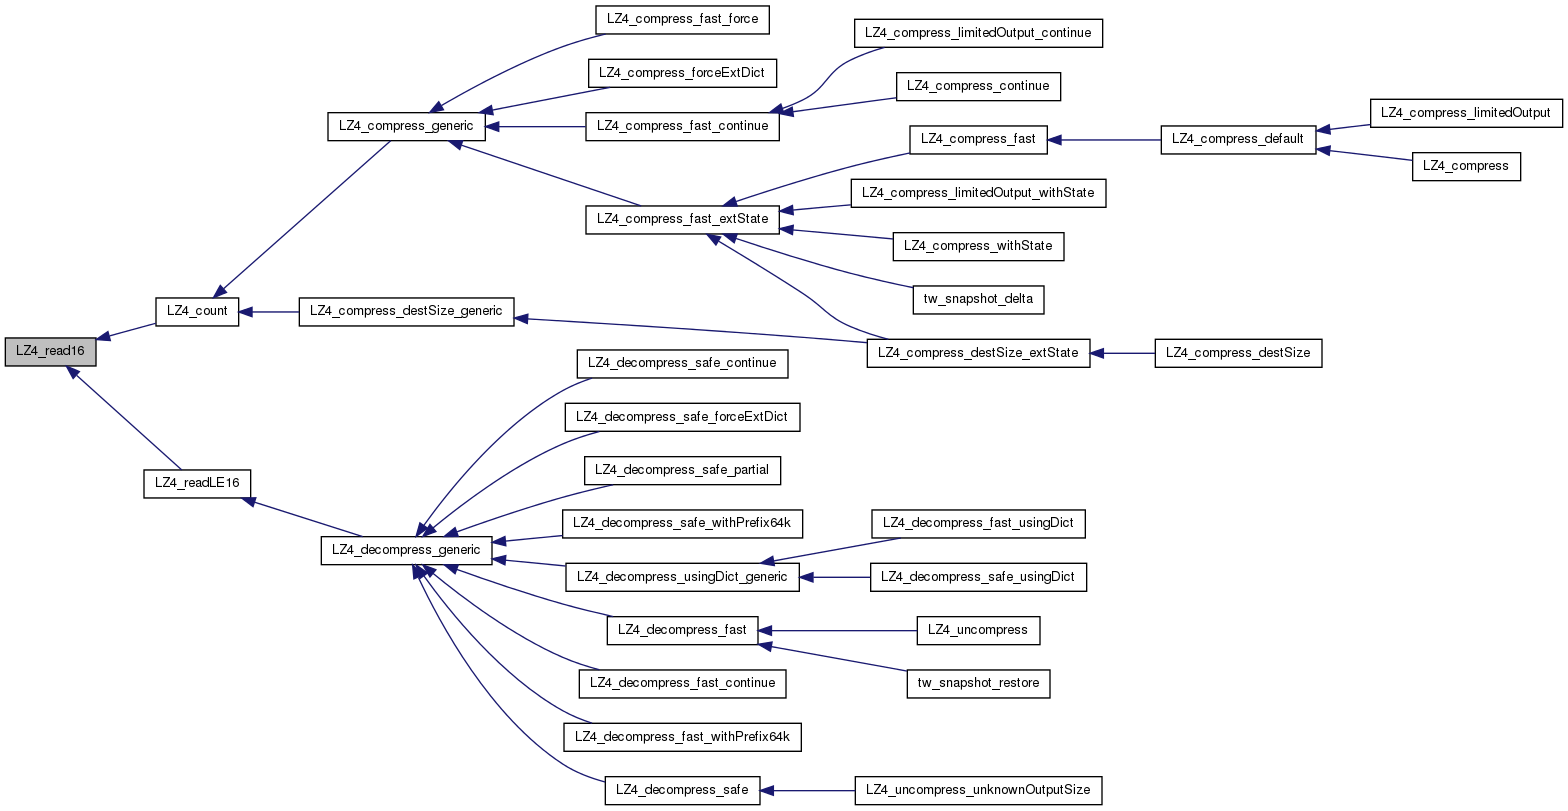 LZ4_compress_fast_force
LZ4_compress_limitedOutput_continue
LZ4_compress_forceExtDict
LZ4_compress_continue
LZ4_compress_limitedOutput
LZ4_compress_generic
LZ4_compress_fast_continue
LZ4_compress_fast
LZ4_compress_default
LZ4_compress
LZ4_compress_limitedOutput_withState
LZ4_compress_fast_extState
LZ4_compress_withState
tw_snapshot_delta
LZ4_count
LZ4_compress_destSize_generic
LZ4_read16
LZ4_compress_destSize_extState
LZ4_compress_destSize
LZ4_decompress_safe_continue
LZ4_decompress_safe_forceExtDict
LZ4_decompress_safe_partial
LZ4_readLE16
LZ4_decompress_safe_withPrefix64k
LZ4_decompress_fast_usingDict
LZ4_decompress_generic
LZ4_decompress_usingDict_generic
LZ4_decompress_safe_usingDict
LZ4_decompress_fast
LZ4_uncompress
LZ4_decompress_fast_continue
tw_snapshot_restore
LZ4_decompress_fast_withPrefix64k
LZ4_decompress_safe
LZ4_uncompress_unknownOutputSize